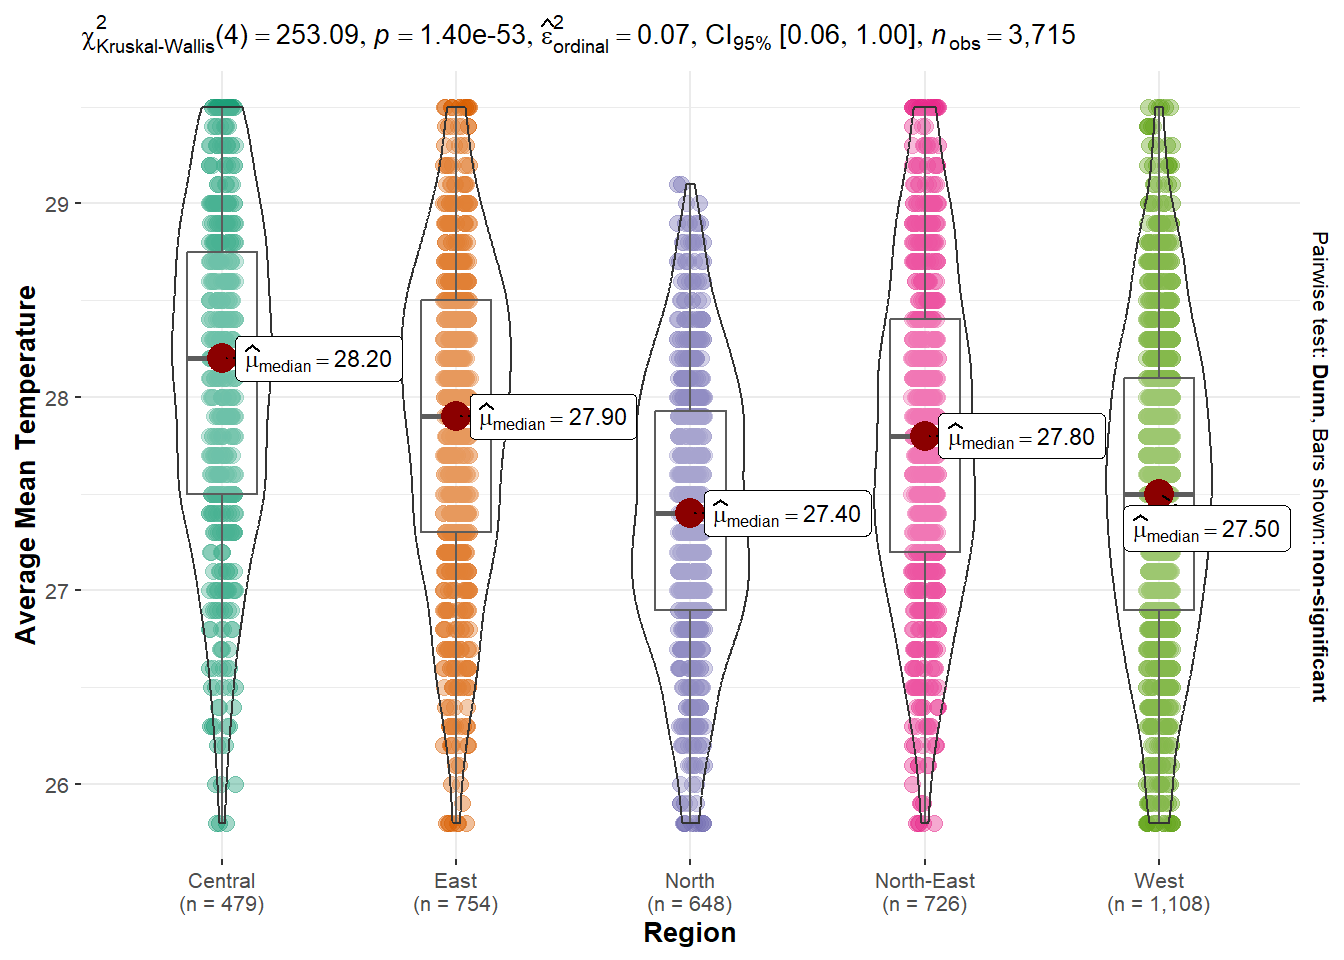 χ²Kruskal-Wallis(4) = 253.09, p = 1.40e-53, ε̂²ordinal = 0.07, CI95% [0.06, 1.00], nobs = 3,715
Average Mean Temperature
29
28
27
26
μ̂median = 28.20
μ̂median = 27.90
μ̂median = 27.40
μ̂median = 27.80
μ̂median = 27.50
Pairwise test: Dunn, Bars shown: non-significant
Central
(n = 479)
East
(n = 754)
North
(n = 648)
North-East
(n = 726)
West
(n = 1,108)
Region